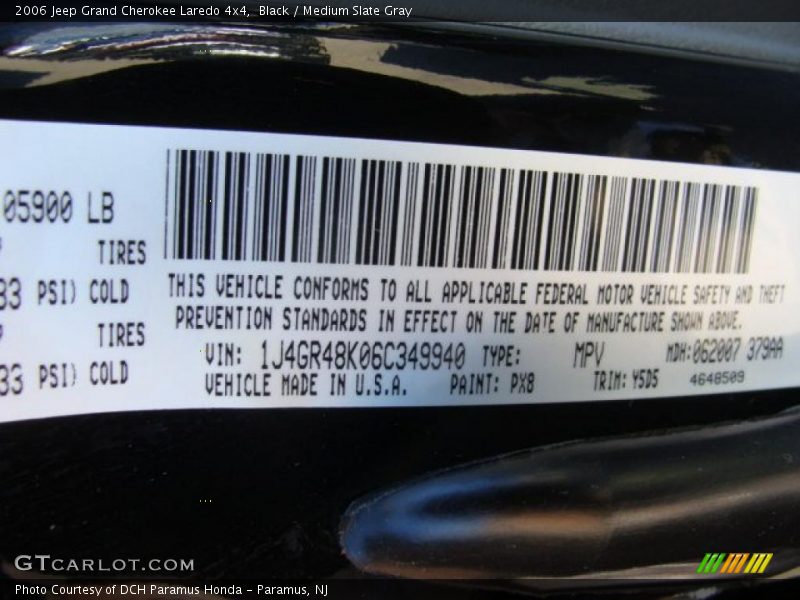 2006 Jeep Grand Cherokee Laredo 4x4, Black / Medium Slate Gray
05900 LB
TIRES
33 PSI) COLD
TIRES
33 PSI) COLD
THIS VEHICLE CONFORMS TO ALL APPLICABLE FEDERAL MOTOR VEHICLE SAFETY AND THEFT
PREVENTION STANDARDS IN EFFECT ON THE DATE OF MANUFACTURE SHOWN ABOVE.
VIN: 1J4GR48K06C349940 TYPE: MPV MDH:062007 379AA
VEHICLE MADE IN U.S.A. PAINT: PX8 TRIM: Y5D5 4648509
GTCARLOT.COM
Photo Courtesy of DCH Paramus Honda - Paramus, NJ